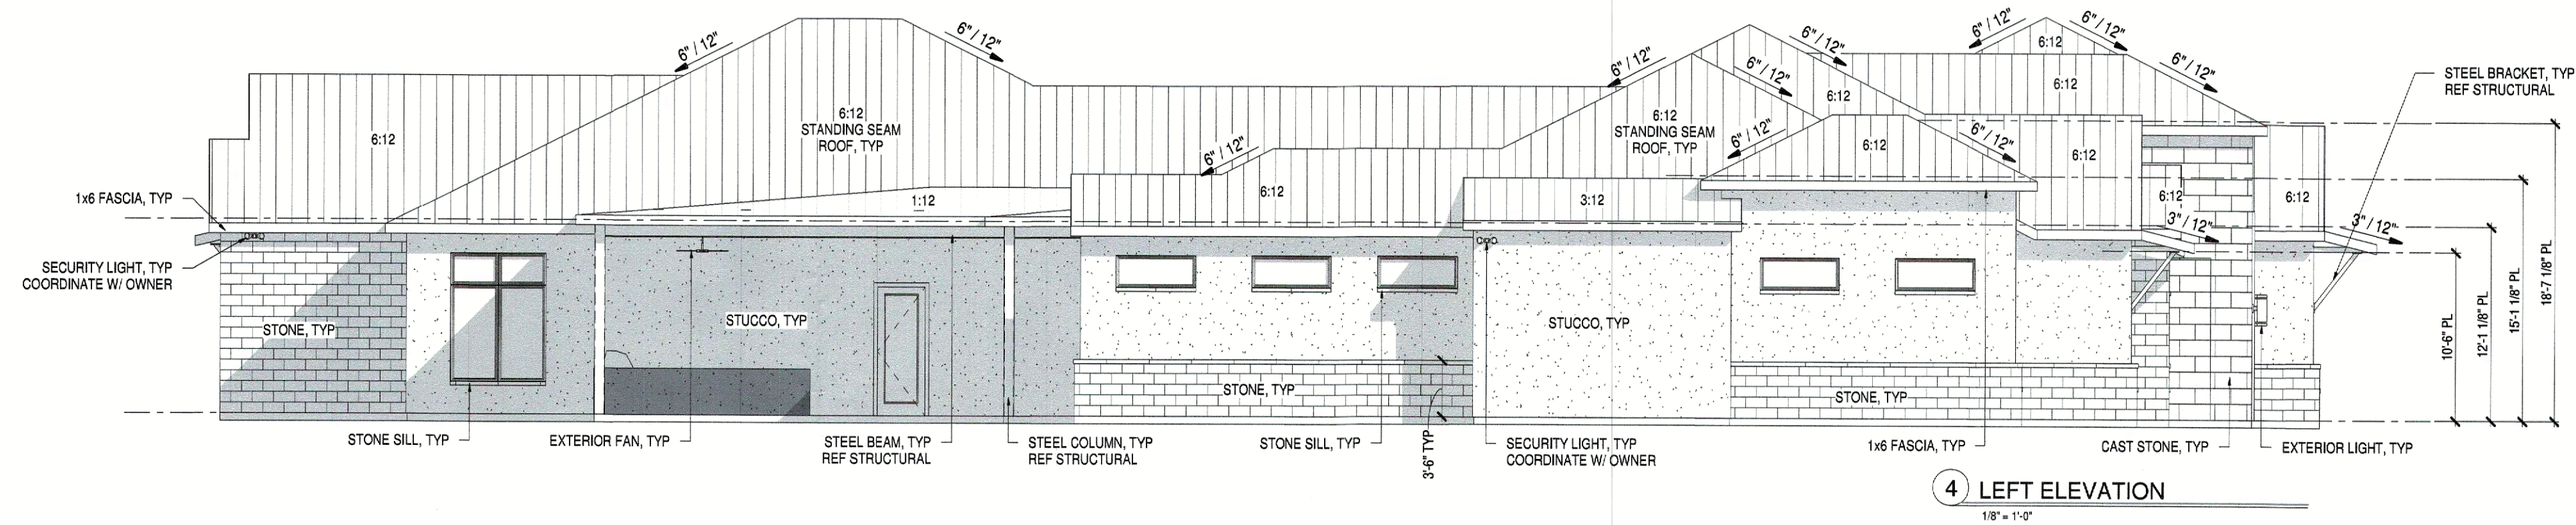 6" / 12"
6" / 12"
6" / 12"
6" / 12"
6" / 12"
6" / 12"
6" / 12"
6" / 12"
6" / 12"
6" / 12"
6" / 12"
6" / 12"
6:12
6:12
STANDING SEAM
ROOF, TYP
6:12
STANDING SEAM
ROOF, TYP
6:12
6:12
6:12
6:12
6:12
6:12
6:12
6:12
1:12
3:12
3" / 12"
3" / 12"
STEEL BRACKET, TYP
REF STRUCTURAL
1x6 FASCIA, TYP
SECURITY LIGHT, TYP
COORDINATE W/ OWNER
STONE, TYP
STUCCO, TYP
STONE, TYP
STUCCO, TYP
STONE, TYP
10'-6" PL
12'-1 1/8" PL
15'-1 1/8" PL
18'-7 1/8" PL
STONE SILL, TYP
EXTERIOR FAN, TYP
STEEL BEAM, TYP
REF STRUCTURAL
STEEL COLUMN, TYP
REF STRUCTURAL
STONE SILL, TYP
3'-6" TYP
SECURITY LIGHT, TYP
COORDINATE W/ OWNER
1x6 FASCIA, TYP
CAST STONE, TYP
EXTERIOR LIGHT, TYP
4 LEFT ELEVATION
1/8" = 1'-0"